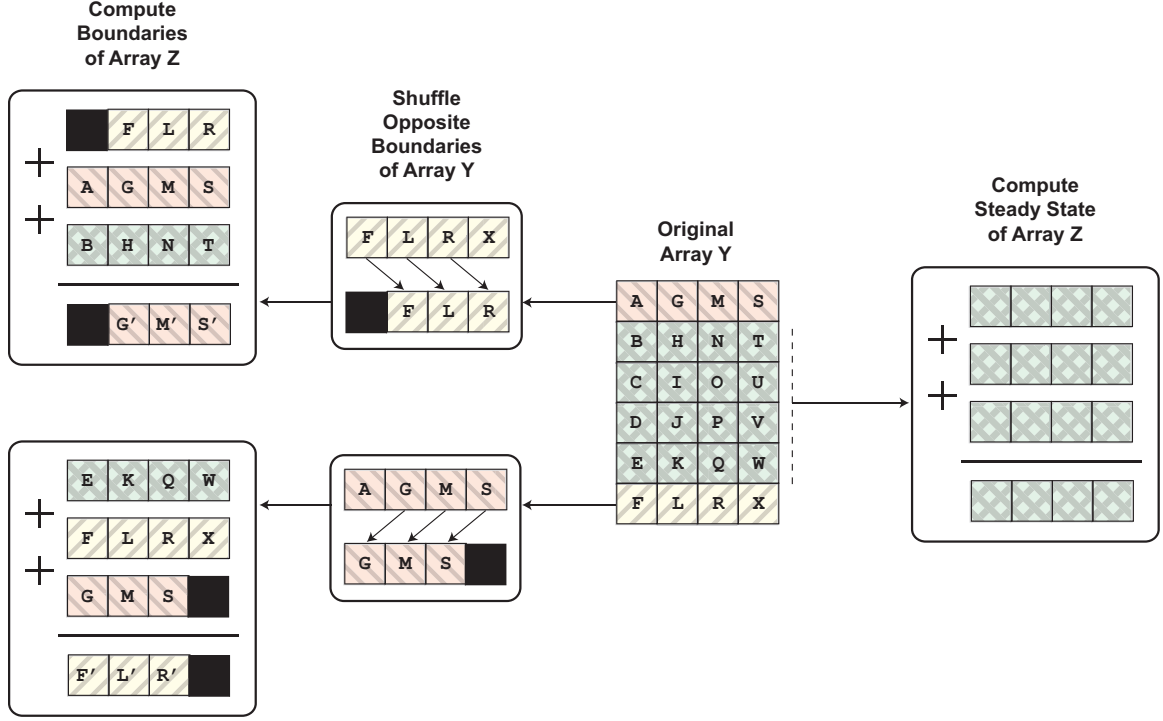 Compute
Boundaries
of Array Z
F L R
+
A G M S
+
B H N T
G′ M′ S′
E K Q W
+
F L R X
+
G M S
F′ L′ R′
Shuffle
Opposite
Boundaries
of Array Y
F L R X
F L R
A G M S
G M S
Original
Array Y
A G M S
B H N T
C I O U
D J P V
E K Q W
F L R X
Compute
Steady State
of Array Z
+
+